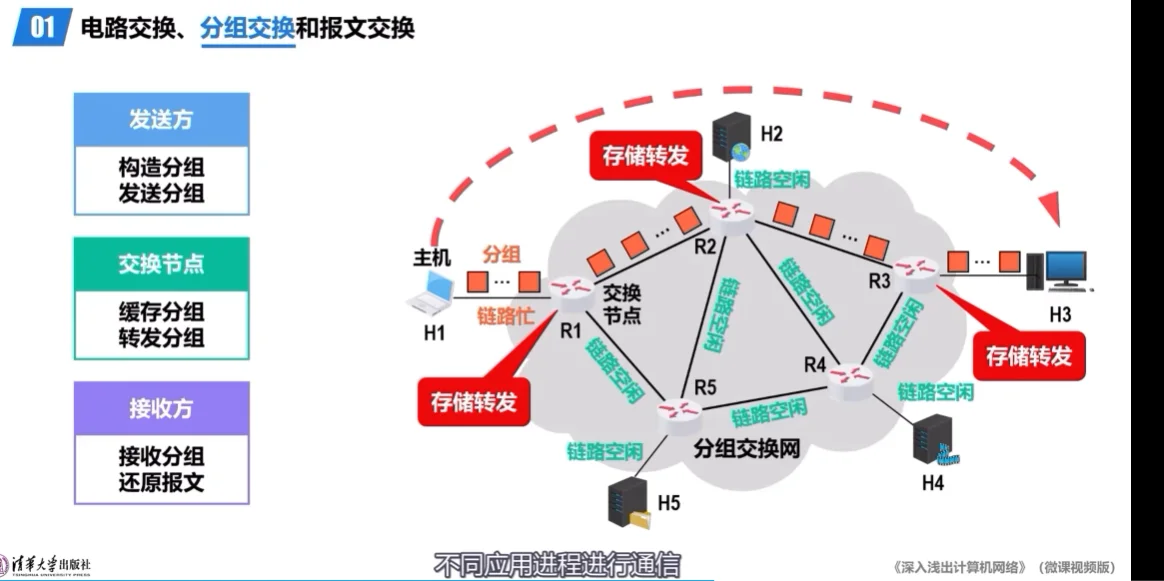 01 电路交换、分组交换和报文交换
发送方
构造分组
发送分组
交换节点
缓存分组
转发分组
接收方
接收分组
还原报文
H2
存储转发
链路空闲
R2
主机
分组
...
...
...
...
链路忙
H1
R1
交换
节点
R3
H3
链路空闲
链路空闲
链路空闲
链路空闲
存储转发
存储转发
R4
R5
链路空闲
链路空闲
链路空闲
分组交换网
H4
H5
清华大学出版社
TSINGHUA UNIVERSITY PRESS
不同应用进程进行通信
《深入浅出计算机网络》（微课视频版）